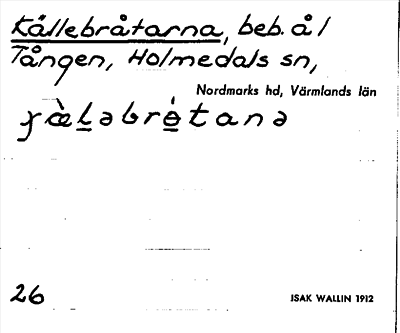 Källebråtarna, beb. å /
Tången, Holmedals sn,
Nordmarks hd, Värmlands län
26
ISAK WALLIN 1912